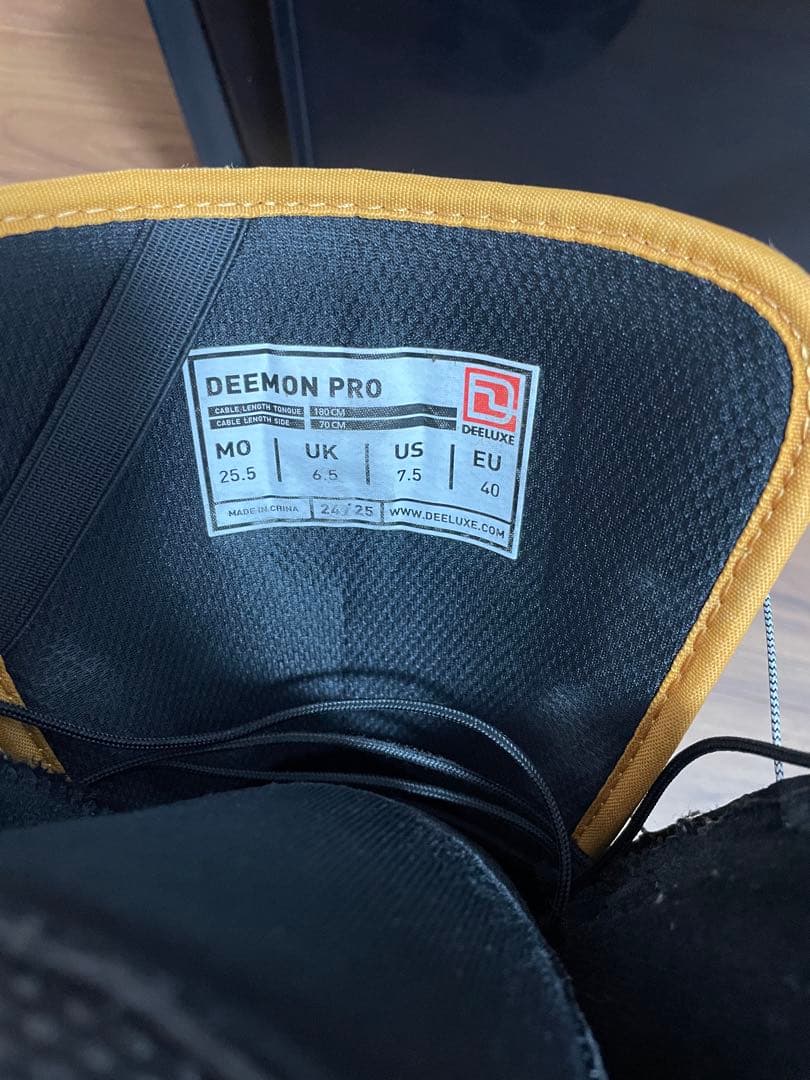 DEEMON PRO
CABLE LENGTH TONGUE 180 CM
CABLE LENGTH SIDE 70 CM
DEELUXE
MO UK US EU
25.5 6.5 7.5 40
MADE IN CHINA 24 / 25 WWW.DEELUXE.COM